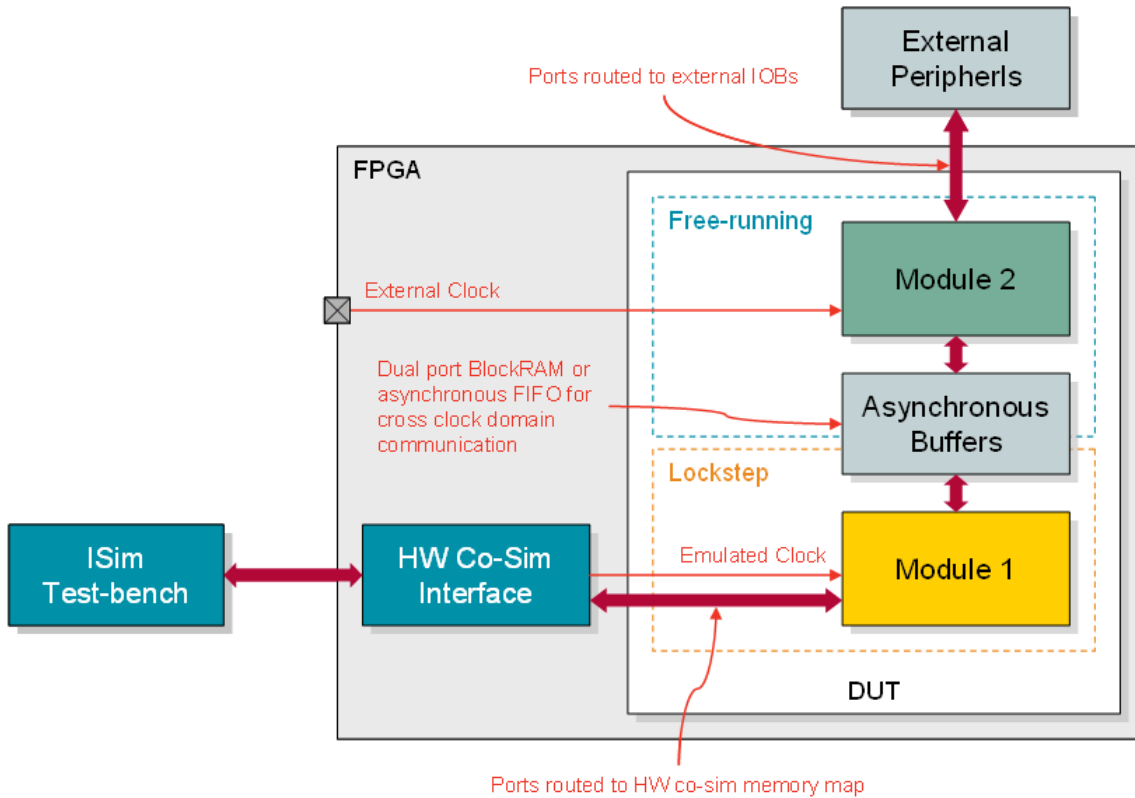 External
Peripherls
Ports routed to external IOBs
FPGA
Free-running
Module 2
External Clock
Dual port BlockRAM or
asynchronous FIFO for
cross clock domain
communication
Asynchronous
Buffers
Lockstep
ISim
Test-bench
HW Co-Sim
Interface
Emulated Clock
Module 1
DUT
Ports routed to HW co-sim memory map